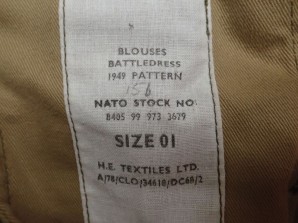 BLOUSES
BATTLEDRESS
1949 PATTERN
156
NATO STOCK NO:
8405 99 973 3679
SIZE 01
H.E. TEXTILES LTD.
A/78/CLO/34618/DC6B/2